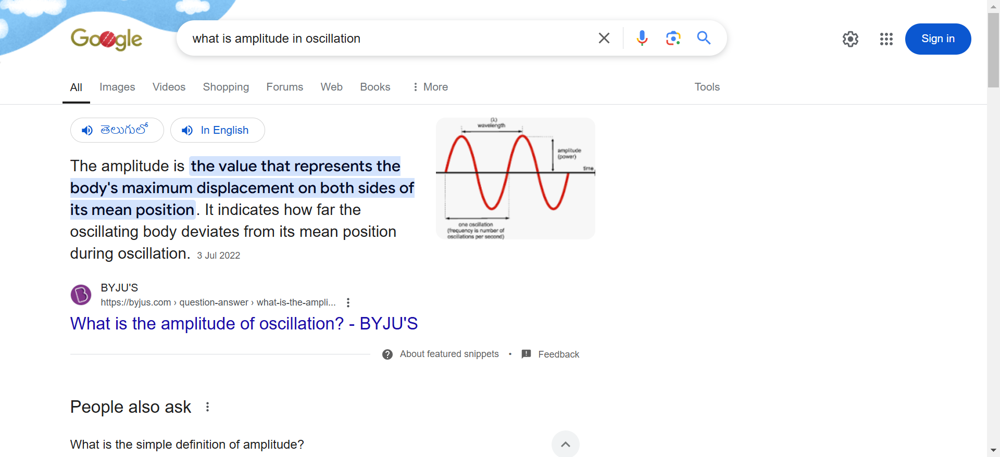 Google
what is amplitude in oscillation
Sign in
All Images Videos Shopping Forums Web Books More Tools
తెలుగులో In English
The amplitude is the value that represents the
body's maximum displacement on both sides of
its mean position. It indicates how far the
oscillating body deviates from its mean position
during oscillation. 3 Jul 2022
(λ)
wavelength
amplitude
(power)
time
one oscillation
(frequency is number of
oscillations per second)
BYJU'S
https://byjus.com › question-answer › what-is-the-ampli...
What is the amplitude of oscillation? - BYJU'S
About featured snippets • Feedback
People also ask
What is the simple definition of amplitude?